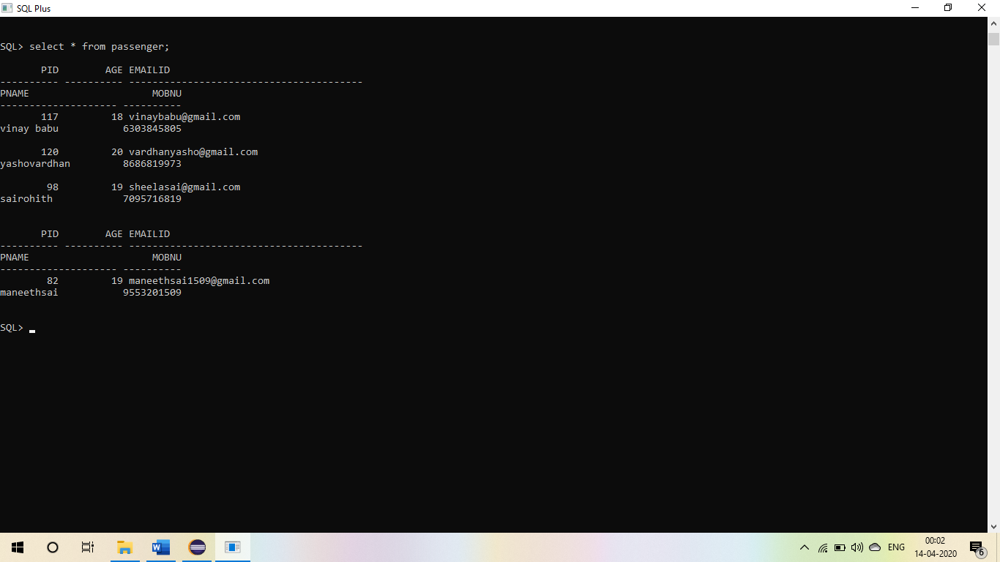 SQL Plus
SQL> select * from passenger;
PID AGE EMAILID
---------- ---------- ----------------------------------------
PNAME MOBNU
-------------------- ----------
117 18 vinaybabu@gmail.com
vinay babu 6303845805
120 20 vardhanyasho@gmail.com
yashovardhan 8686819973
98 19 sheelasai@gmail.com
sairohith 7095716819
PID AGE EMAILID
---------- ---------- ----------------------------------------
PNAME MOBNU
-------------------- ----------
82 19 maneethsai1509@gmail.com
maneethsai 9553201509
SQL>
W
ENG
00:02
14-04-2020
6